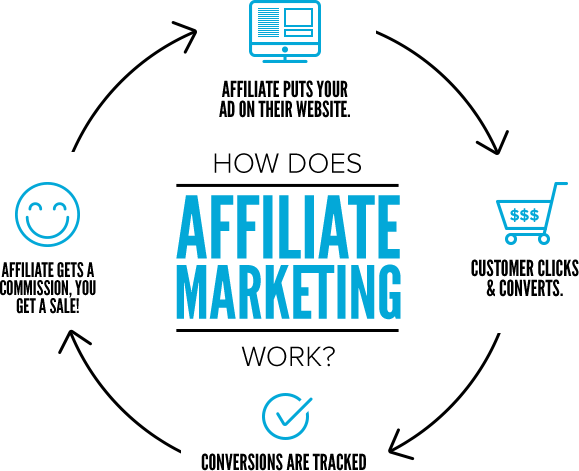 AFFILIATE PUTS YOUR
AD ON THEIR WEBSITE.
HOW DOES
AFFILIATE
MARKETING
WORK?
$$$
CUSTOMER CLICKS
& CONVERTS.
CONVERSIONS ARE TRACKED
AFFILIATE GETS A
COMMISSION, YOU
GET A SALE!